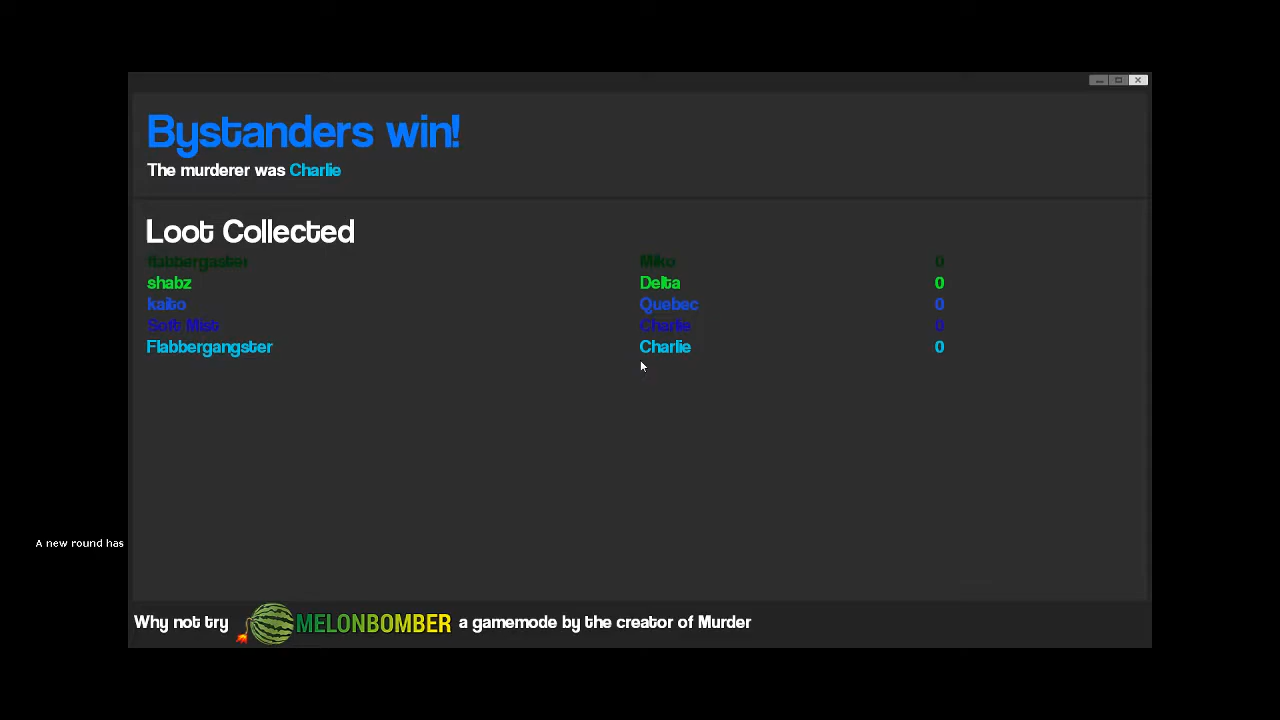 Bystanders win!
The murderer was Charlie
Loot Collected
flabbergaster Miko 0
shabz Delta 0
kaito Quebec 0
Soft Mist Charlie 0
Flabbergangster Charlie 0
A new round has
Why not try MELONBOMBER a gamemode by the creator of Murder